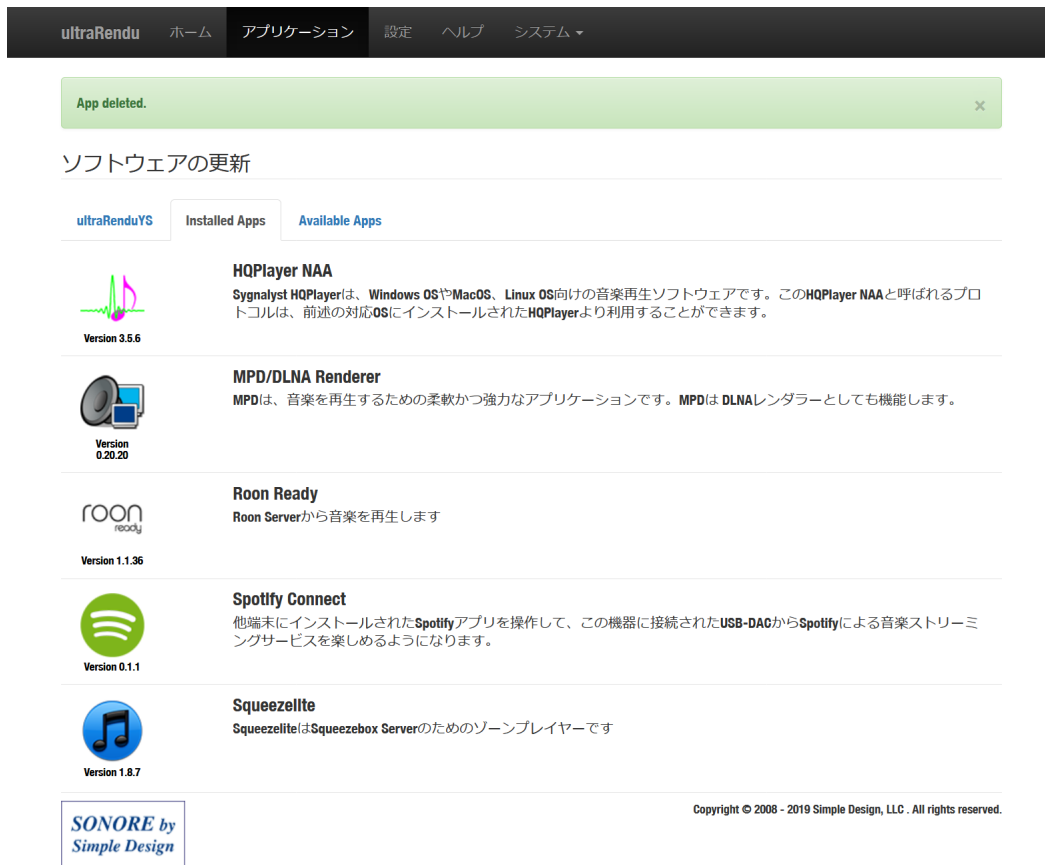 ultraRendu ホーム アプリケーション 設定 ヘルプ システム
App deleted. ×
ソフトウェアの更新
ultraRenduYS Installed Apps Available Apps
HQPlayer NAA
Sygnalyst HQPlayerは、Windows OSやMacOS、Linux OS向けの音楽再生ソフトウェアです。このHQPlayer NAAと呼ばれるプロ
トコルは、前述の対応OSにインストールされたHQPlayerより利用することができます。
Version 3.5.6
MPD/DLNA Renderer
MPDは、音楽を再生するための柔軟かつ強力なアプリケーションです。MPDは DLNAレンダラーとしても機能します。
Version
0.20.20
roon
ready
Roon Ready
Roon Serverから音楽を再生します
Version 1.1.36
Spotify Connect
他端末にインストールされたSpotifyアプリを操作して、この機器に接続されたUSB-DACからSpotifyによる音楽ストリーミ
ングサービスを楽しめるようになります。
Version 0.1.1
Squeezelite
SqueezeliteはSqueezebox Serverのためのゾーンプレイヤーです
Version 1.8.7
SONORE by
Simple Design
Copyright © 2008 - 2019 Simple Design, LLC . All rights reserved.